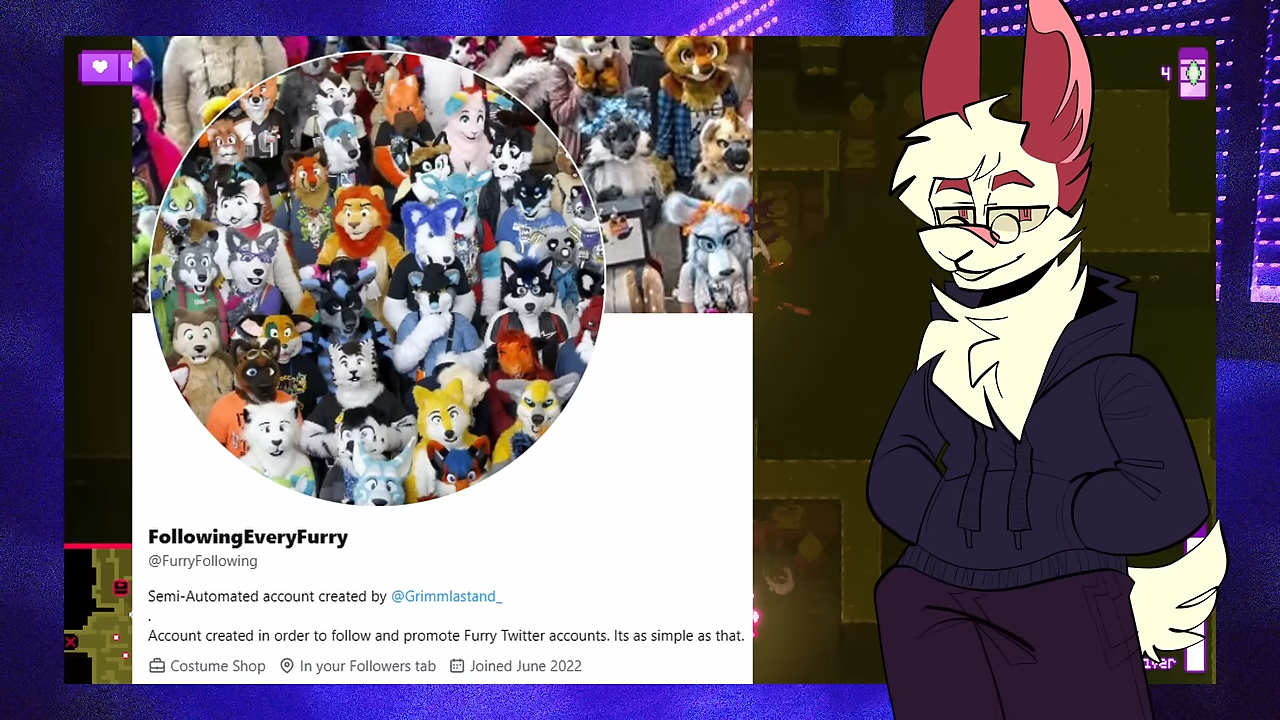 4
FollowingEveryFurry
@FurryFollowing
Semi-Automated account created by @Grimmlastand_
.
Account created in order to follow and promote Furry Twitter accounts. Its as simple as that.
Costume Shop In your Followers tab Joined June 2022